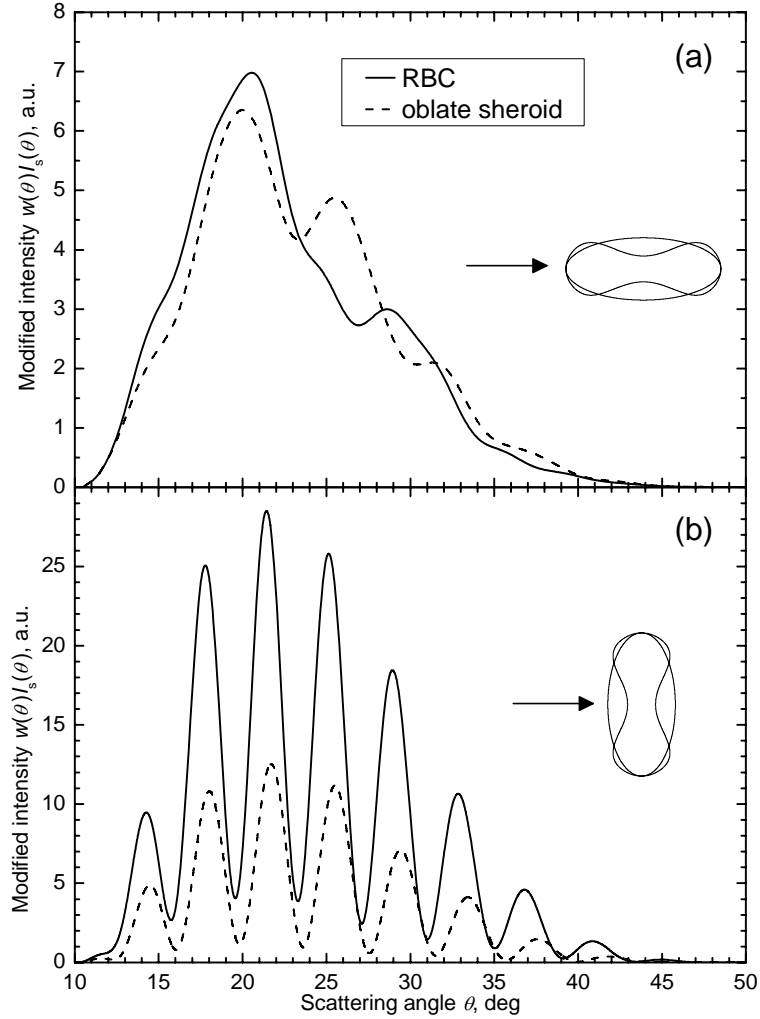 8
7
6
5
4
3
2
1
0
Modified intensity w(θ)Iₛ(θ), a.u.
(a)
RBC
oblate sheroid
25
20
15
10
5
0
Modified intensity w(θ)Iₛ(θ), a.u.
(b)
10 15 20 25 30 35 40 45 50
Scattering angle θ, deg